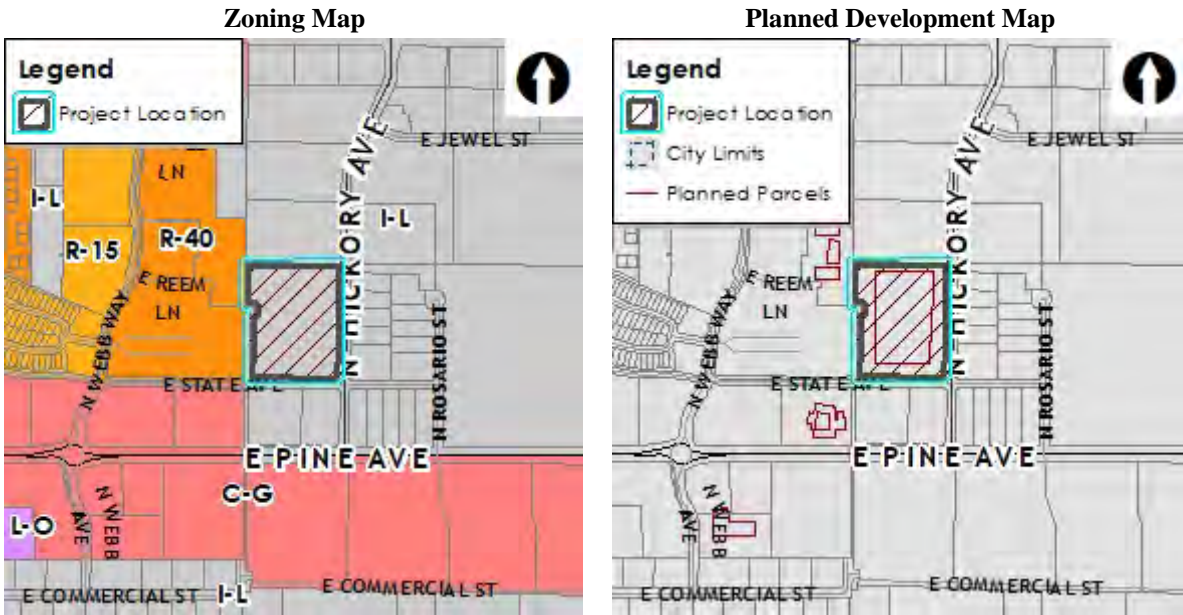 Zoning Map
Legend
Project Location
E JEWEL ST
LN
I-L
R-15
R-40
I-L
N HICKORY AVE
E REEM
LN
N WEBB WAY
N ROSARIO ST
E STATE AVE
E PINE AVE
C-G
L-O
N WEBB
AVE
E COMMERCIAL ST
I-L
E COMMERCIAL ST
Planned Development Map
Legend
Project Location
City Limits
Planned Parcels
E JEWEL ST
N HICKORY AVE
E REEM
LN
N WEBB WAY
N ROSARIO ST
E STATE AVE
E PINE AVE
N WEBB
AVE
E COMMERCIAL ST
E COMMERCIAL ST